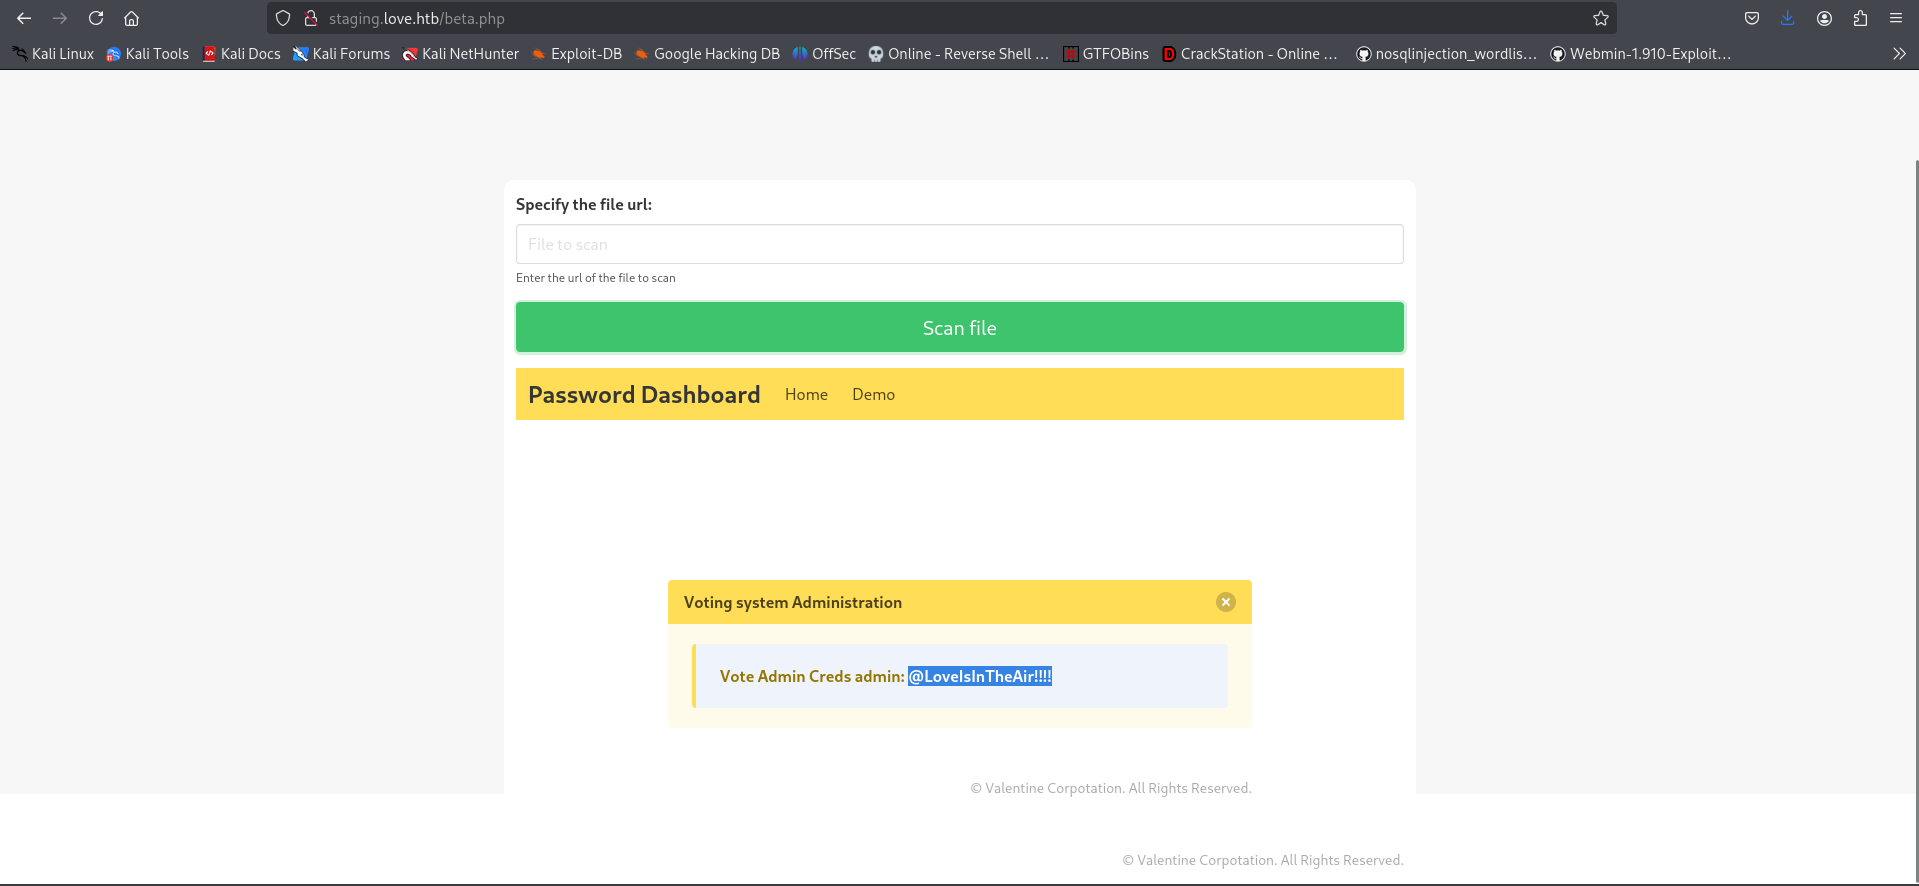 staging.love.htb/beta.php
Kali Linux Kali Tools Kali Docs Kali Forums Kali NetHunter Exploit-DB Google Hacking DB OffSec Online - Reverse Shell ... GTFOBins CrackStation - Online ... nosqlinjection_wordlis... Webmin-1.910-Exploit...
Specify the file url:
File to scan
Enter the url of the file to scan
Scan file
Password Dashboard Home Demo
Voting system Administration
Vote Admin Creds admin: @LoveIsInTheAir!!!!
© Valentine Corpotation. All Rights Reserved.
© Valentine Corpotation. All Rights Reserved.